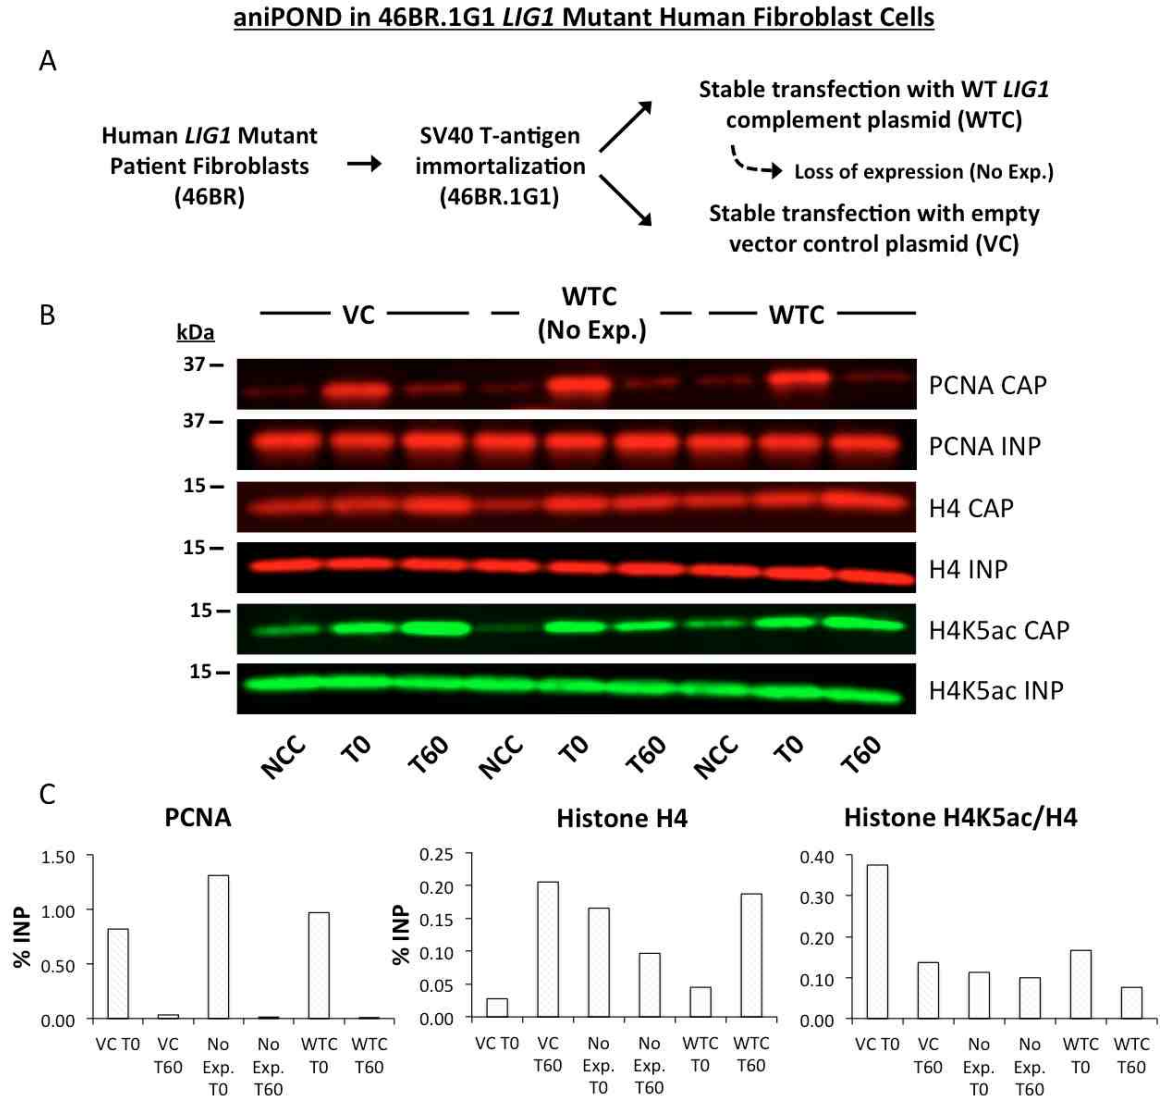 aniPOND in 46BR.1G1 LIG1 Mutant Human Fibroblast Cells
A
Human LIG1 Mutant
Patient Fibroblasts
(46BR)
SV40 T-antigen
immortalization
(46BR.1G1)
Stable transfection with WT LIG1
complement plasmid (WTC)
Loss of expression (No Exp.)
Stable transfection with empty
vector control plasmid (VC)
B
kDa
VC
WTC
(No Exp.)
WTC
37
PCNA CAP
37
PCNA INP
15
H4 CAP
15
H4 INP
15
H4K5ac CAP
15
H4K5ac INP
NCC
T0
T60
NCC
T0
T60
NCC
T0
T60
C
PCNA
% INP
1.50
1.00
0.50
0.00
VC T0
VC
T60
No
Exp.
T0
No
Exp.
T60
WTC
T0
WTC
T60
Histone H4
% INP
0.25
0.20
0.15
0.10
0.05
0.00
VC T0
VC
T60
No
Exp.
T0
No
Exp.
T60
WTC
T0
WTC
T60
Histone H4K5ac/H4
0.40
0.30
0.20
0.10
0.00
VC T0
VC
T60
No
Exp.
T0
No
Exp.
T60
WTC
T0
WTC
T60